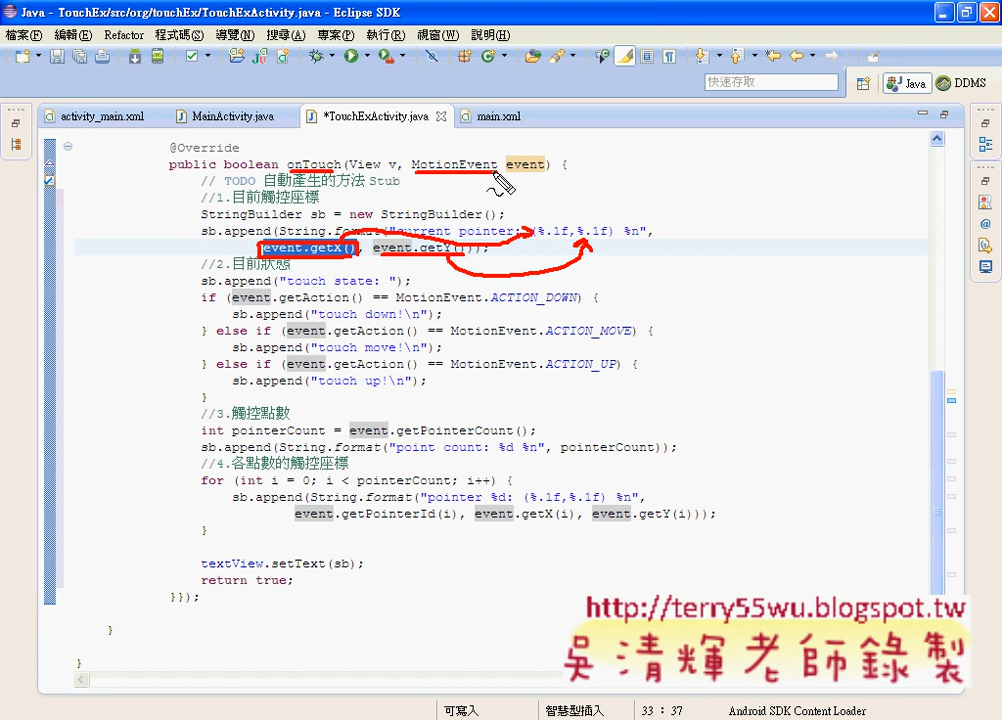 Java - TouchEx/src/org/touchEx/TouchExActivity.java - Eclipse SDK
檔案(F) 編輯(E) Refactor 程式碼(S) 導覽(N) 搜尋(A) 專案(P) 執行(R) 視窗(W) 說明(H)
快速存取 Java DDMS
activity_main.xml MainActivity.java *TouchExActivity.java main.xml
@Override
public boolean onTouch(View v, MotionEvent event) {
// TODO 自動產生的方法 Stub
//1.目前觸控座標
StringBuilder sb = new StringBuilder();
sb.append(String.format("current pointer: (%.1f,%.1f) %n",
event.getX(), event.getY()));
//2.目前狀態
sb.append("touch state: ");
if (event.getAction() == MotionEvent.ACTION_DOWN) {
sb.append("touch down!\n");
} else if (event.getAction() == MotionEvent.ACTION_MOVE) {
sb.append("touch move!\n");
} else if (event.getAction() == MotionEvent.ACTION_UP) {
sb.append("touch up!\n");
}
//3.觸控點數
int pointerCount = event.getPointerCount();
sb.append(String.format("point count: %d %n", pointerCount));
//4.各點數的觸控座標
for (int i = 0; i < pointerCount; i++) {
sb.append(String.format("pointer %d: (%.1f,%.1f) %n",
event.getPointerId(i), event.getX(i), event.getY(i)));
}
textView.setText(sb);
return true;
}});
}
}
http://terry55wu.blogspot.tw
吳清輝老師錄製
可寫入 智慧型插入 33 : 37 Android SDK Content Loader